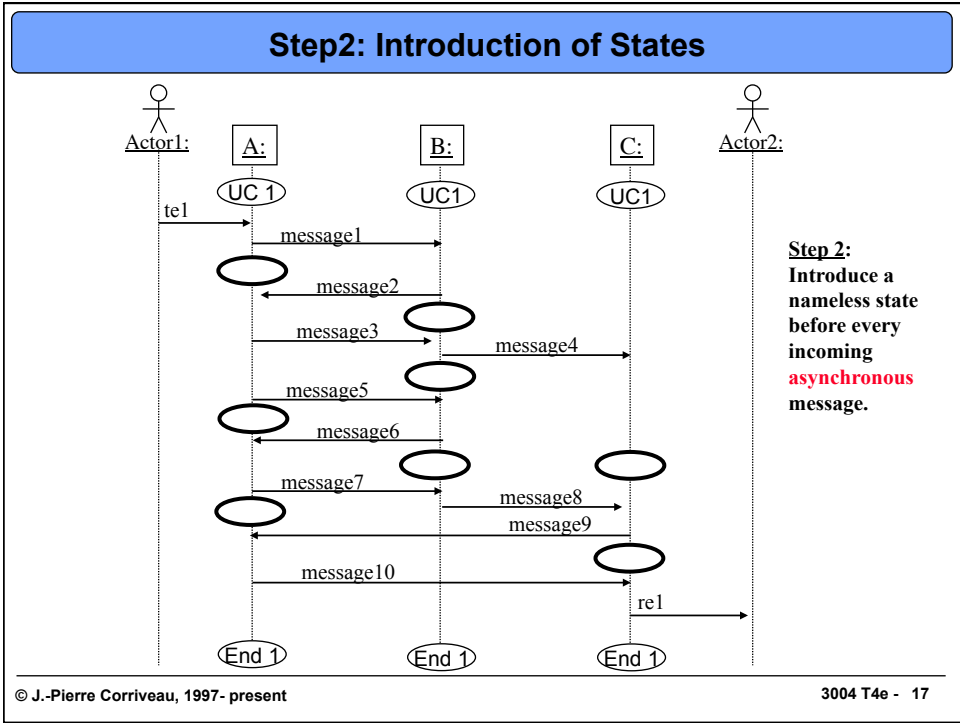 Step2: Introduction of States
Actor1:
A:
B:
C:
Actor2:
UC 1
UC1
UC1
te1
message1
message2
message3
message4
message5
message6
message7
message8
message9
message10
re1
End 1
End 1
End 1
Step 2:
Introduce a
nameless state
before every
incoming
asynchronous
message.
© J.-Pierre Corriveau, 1997- present
3004 T4e - 17